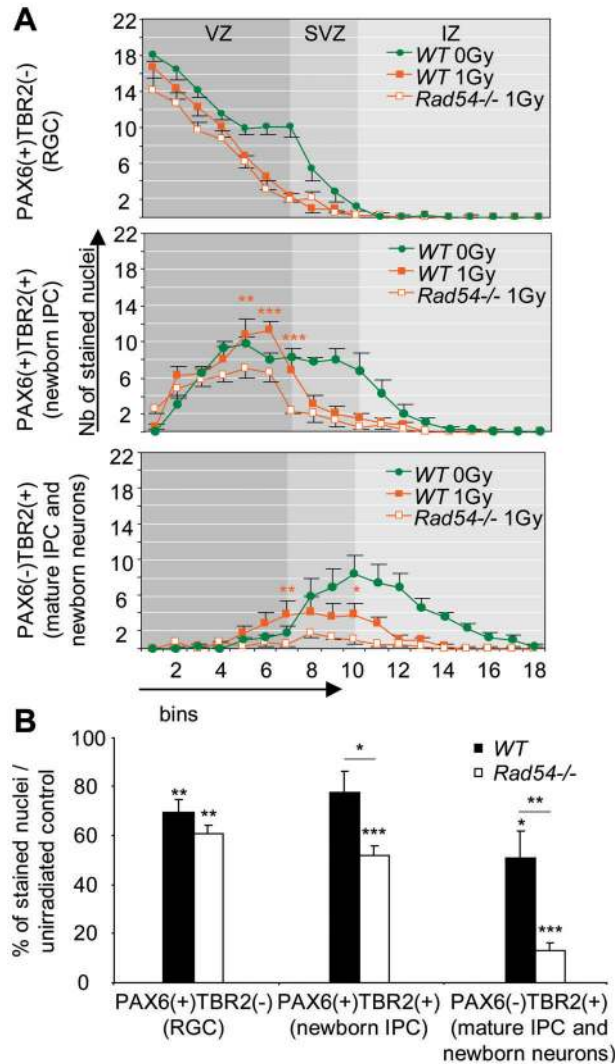 A
VZ SVZ IZ
PAX6(+)TBR2(-)
(RGC)
22
18
14
10
6
2
WT 0Gy
WT 1Gy
Rad54-/- 1Gy
PAX6(+)TBR2(+)
(newborn IPC)
Nb of stained nuclei
22
18
14
10
6
2
WT 0Gy
WT 1Gy
Rad54-/- 1Gy
** *** ***
PAX6(-)TBR2(+)
(mature IPC and
newborn neurons)
22
18
14
10
6
2
WT 0Gy
WT 1Gy
Rad54-/- 1Gy
** *
2 4 6 8 10 12 14 16 18
bins
B
% of stained nuclei /
unirradiated control
100
80
60
40
20
0
WT
Rad54-/-
** **
* ***
* ** ***
PAX6(+)TBR2(-) PAX6(+)TBR2(+) PAX6(-)TBR2(+)
(RGC) (newborn IPC) (mature IPC and
newborn neurons)